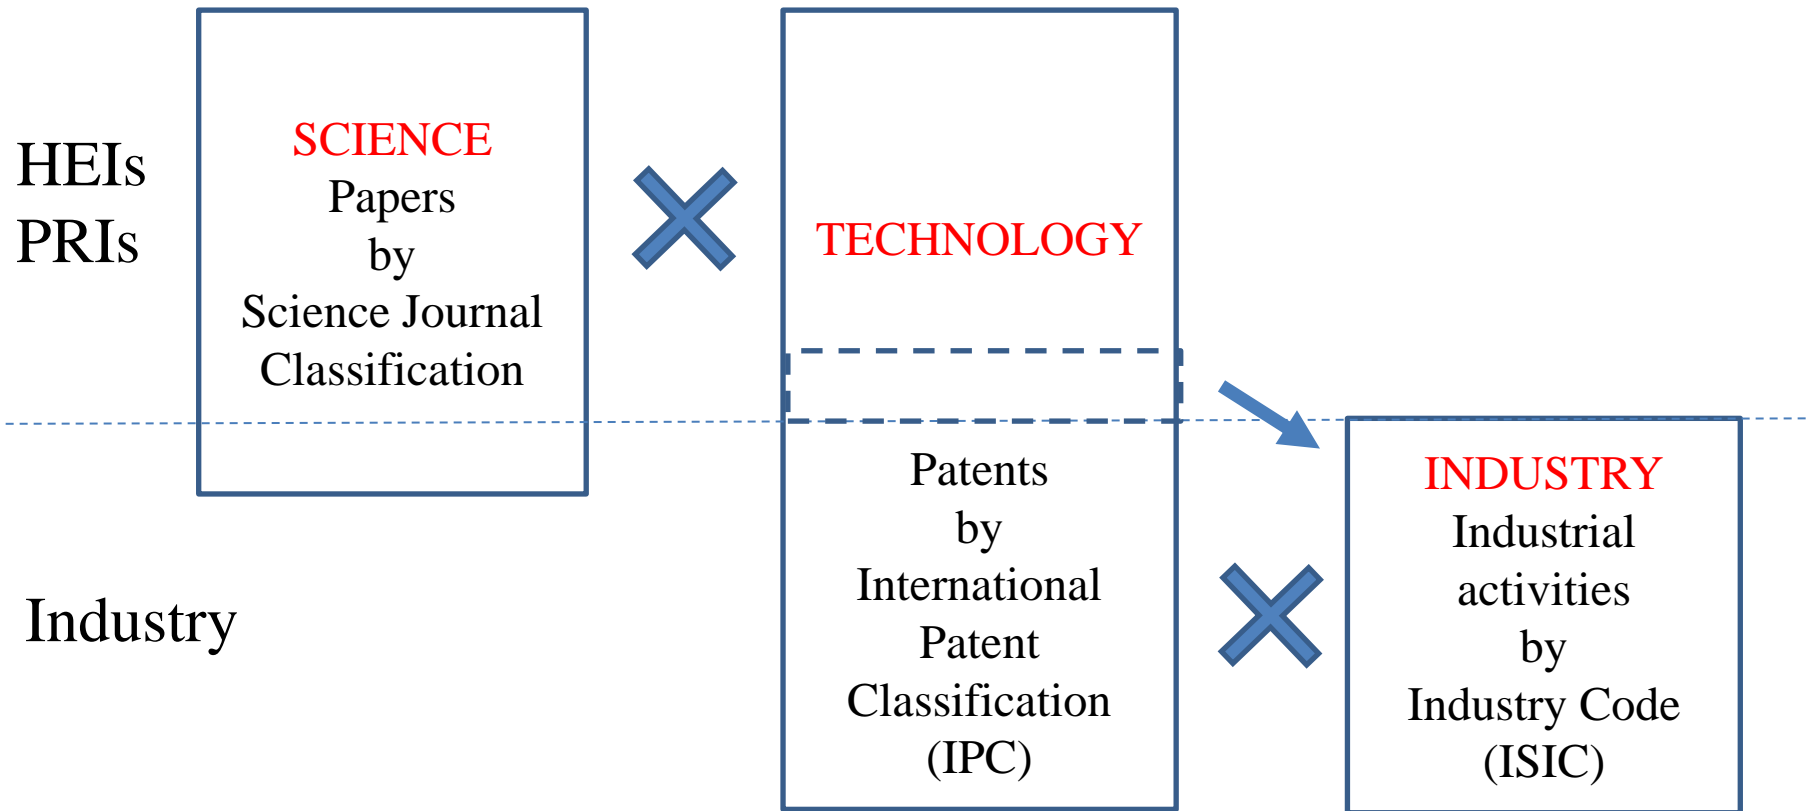 HEIs
PRIs
SCIENCE
Papers
by
Science Journal
Classification
TECHNOLOGY
Patents
by
International
Patent
Classification
(IPC)
INDUSTRY
Industrial
activities
by
Industry Code
(ISIC)
Industry